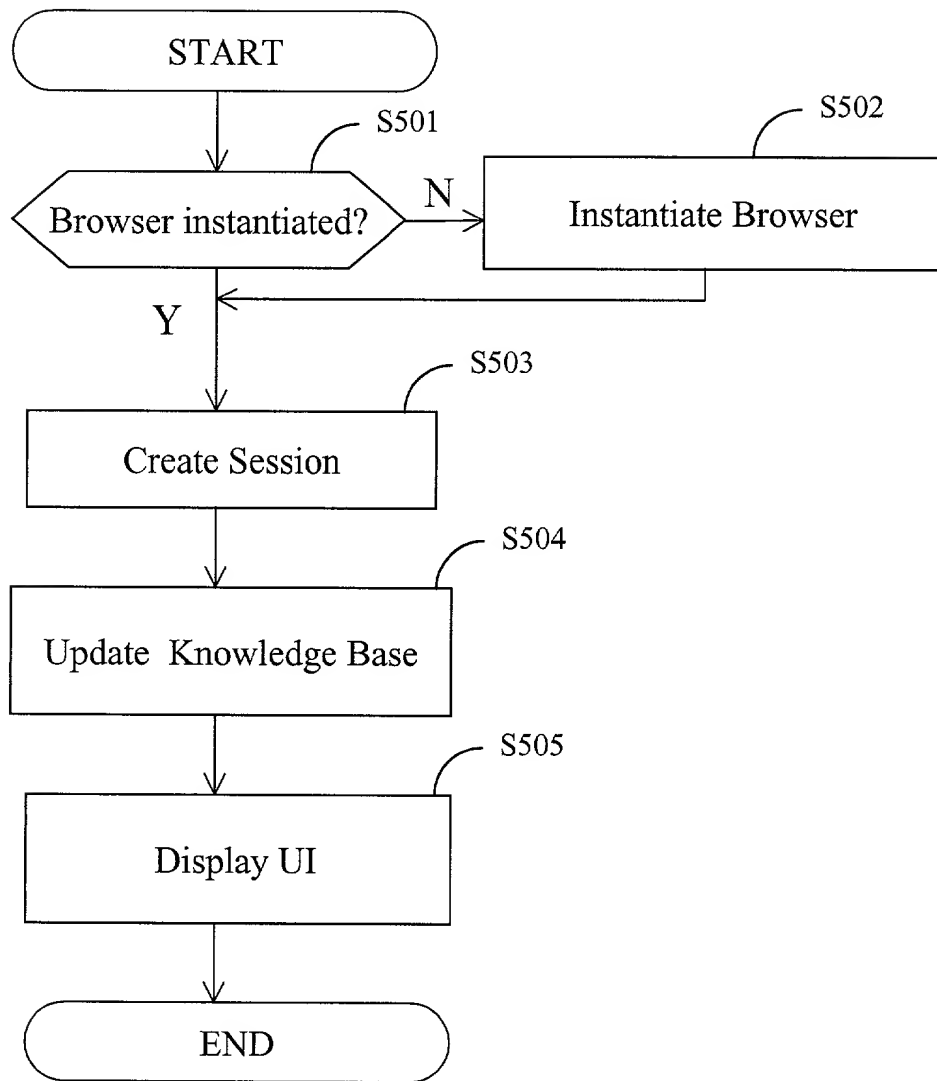 START
S501
S502
Browser instantiated?
N
Instantiate Browser
Y
S503
Create Session
S504
Update Knowledge Base
S505
Display UI
END